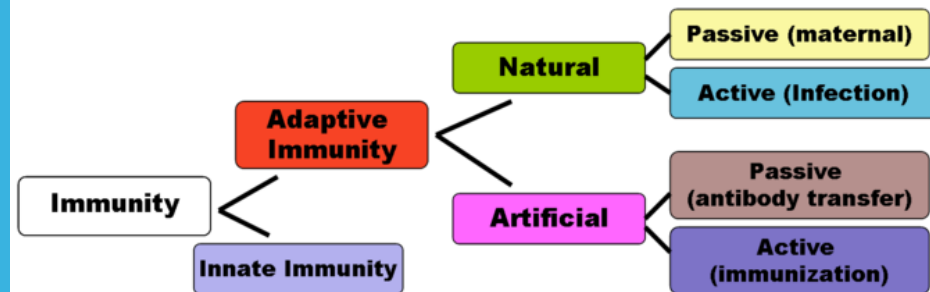 Immunity
Adaptive
Immunity
Innate Immunity
Natural
Artificial
Passive (maternal)
Active (Infection)
Passive
(antibody transfer)
Active
(immunization)